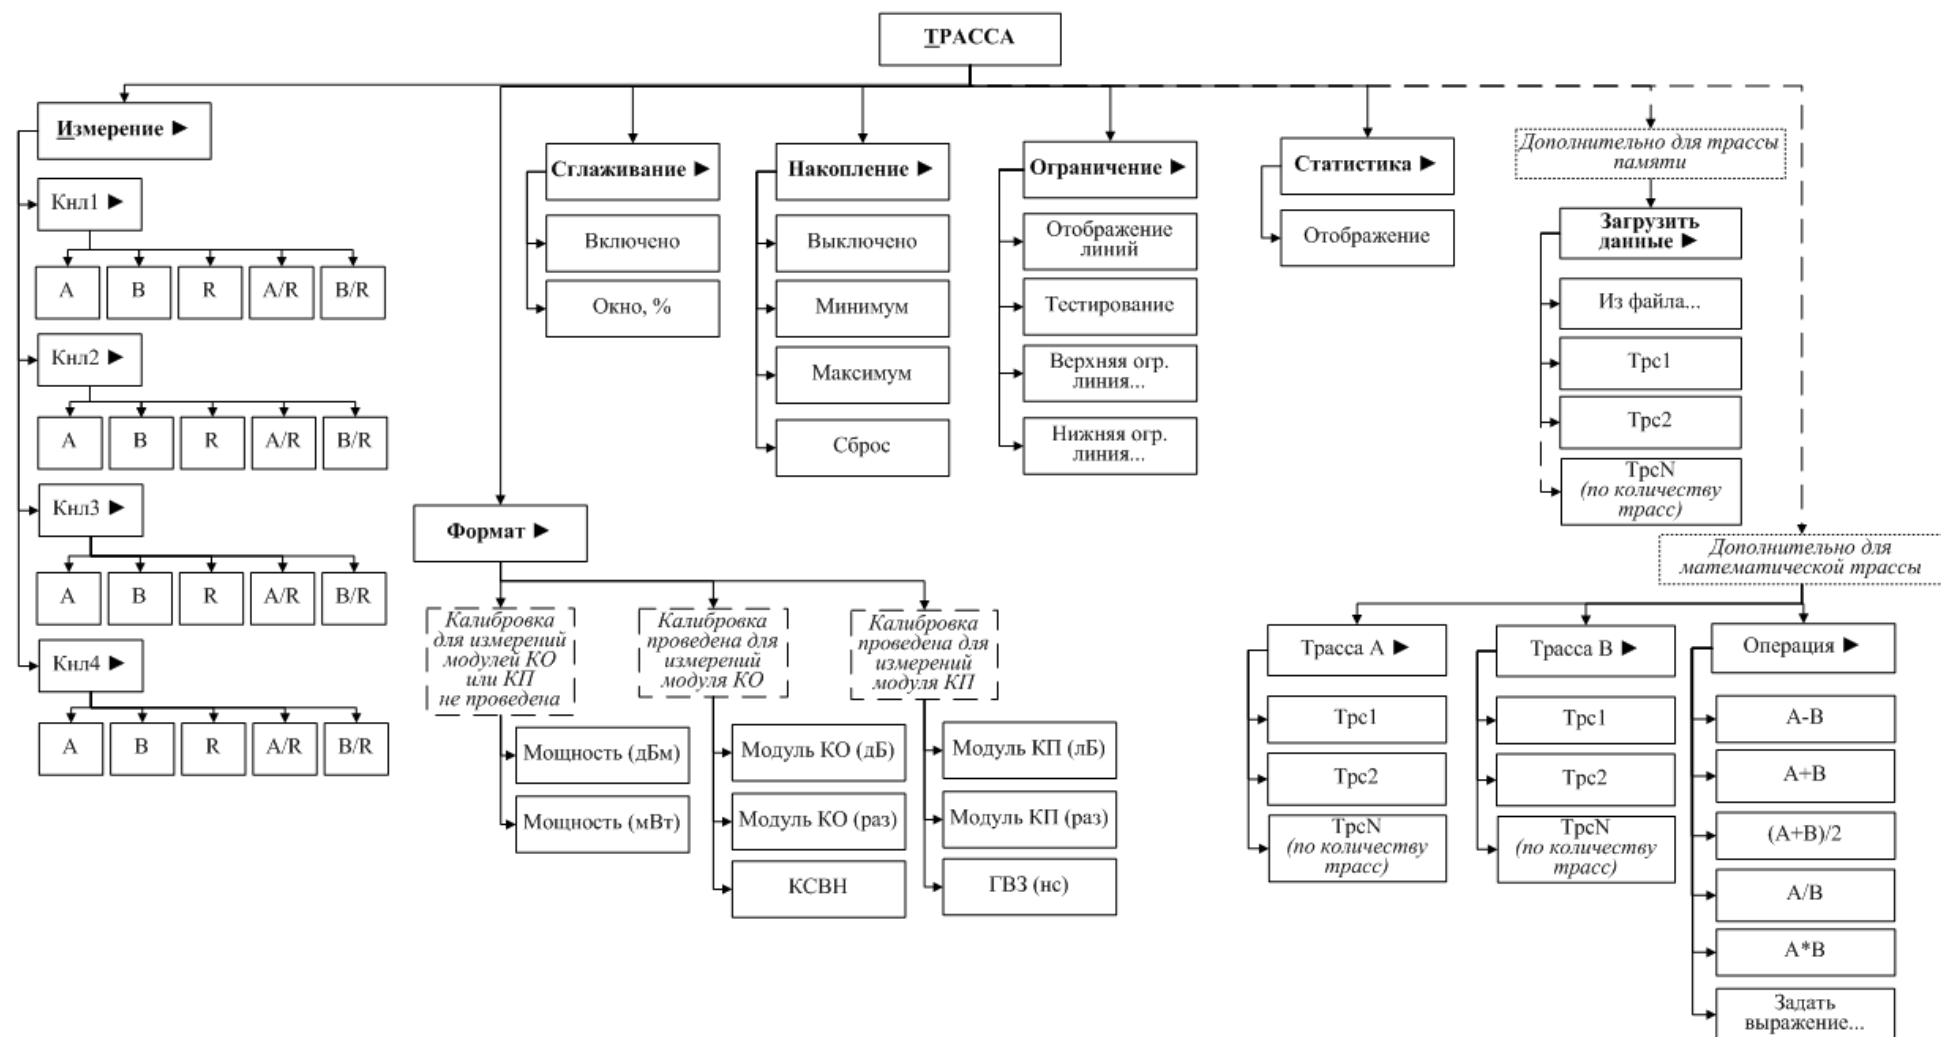 ТРАССА
Измерение ►
Кнл1 ►
A
B
R
A/R
B/R
Кнл2 ►
A
B
R
A/R
B/R
Кнл3 ►
A
B
R
A/R
B/R
Кнл4 ►
A
B
R
A/R
B/R
Формат ►
Калибровка
для измерений
модулей КО
или КП
не проведена
Мощность (дБм)
Мощность (мВт)
Калибровка
проведена для
измерений
модуля КО
Модуль КО (дБ)
Модуль КО (раз)
КСВН
Калибровка
проведена для
измерений
модуля КП
Модуль КП (лБ)
Модуль КП (раз)
ГВЗ (нс)
Сглаживание ►
Включено
Окно, %
Накопление ►
Выключено
Минимум
Максимум
Сброс
Ограничение ►
Отображение
линий
Тестирование
Верхняя огр.
линия...
Нижняя огр.
линия...
Статистика ►
Отображение
Дополнительно для трассы
памяти
Загрузить
данные ►
Из файла...
Трс1
Трс2
ТрсN
(по количеству
трасс)
Дополнительно для
математической трассы
Трасса А ►
Трс1
Трс2
ТрсN
(по количеству
трасс)
Трасса В ►
Трс1
Трс2
ТрсN
(по количеству
трасс)
Операция ►
A-B
A+B
(A+B)/2
A/B
A*B
Задать
выражение...